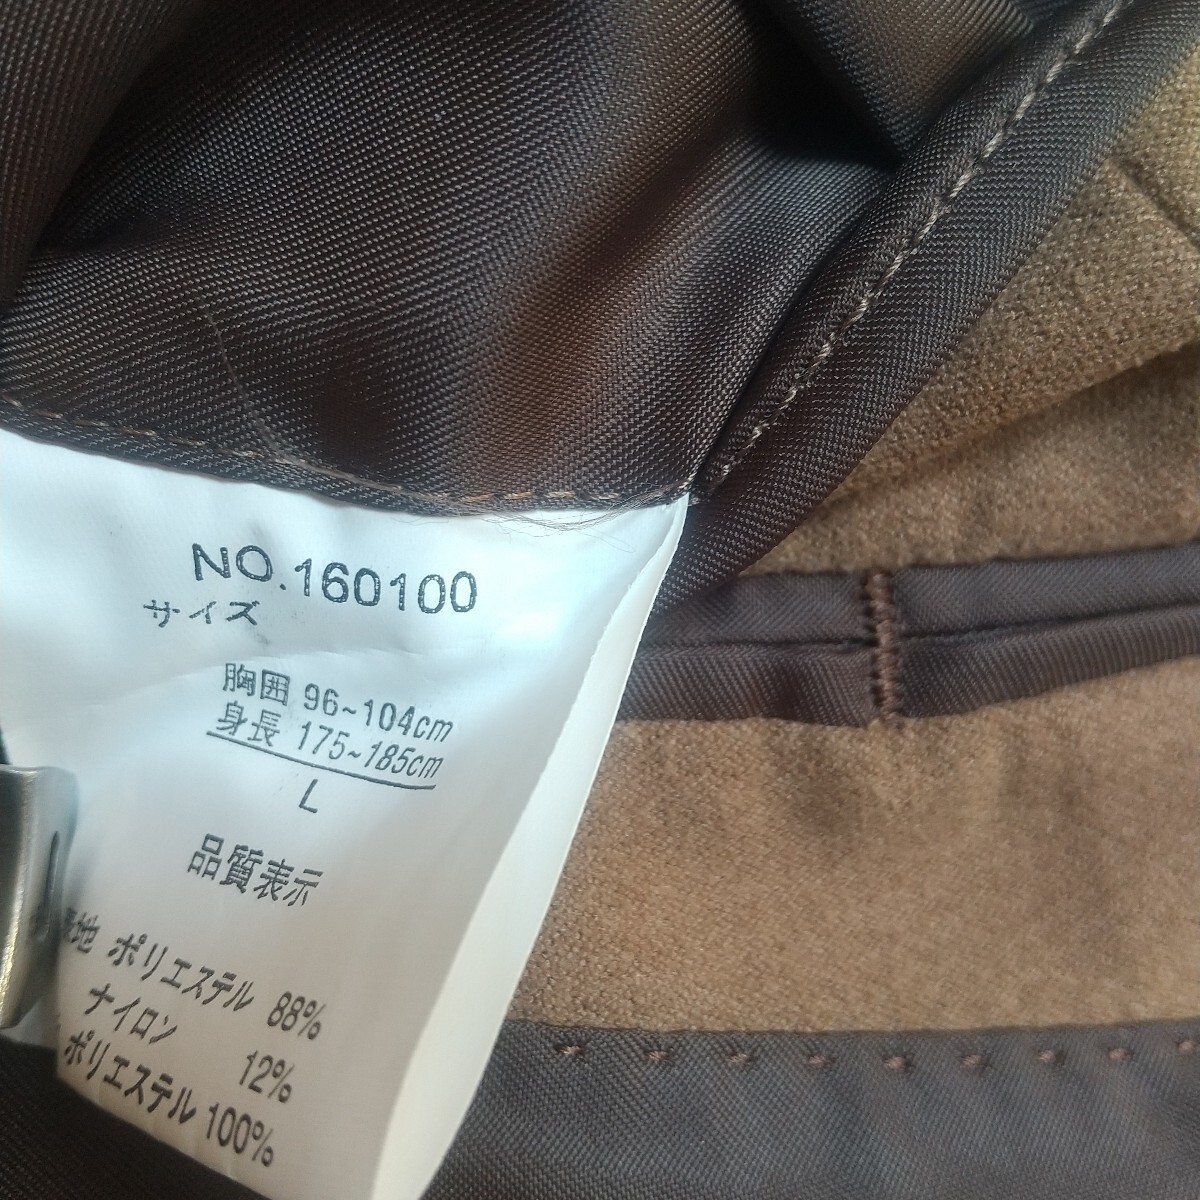 NO.160100
サイズ
胸囲 96~104cm
身長 175~185cm
L
品質表示
表地 ポリエステル 88%
ナイロン 12%
ポリエステル 100%